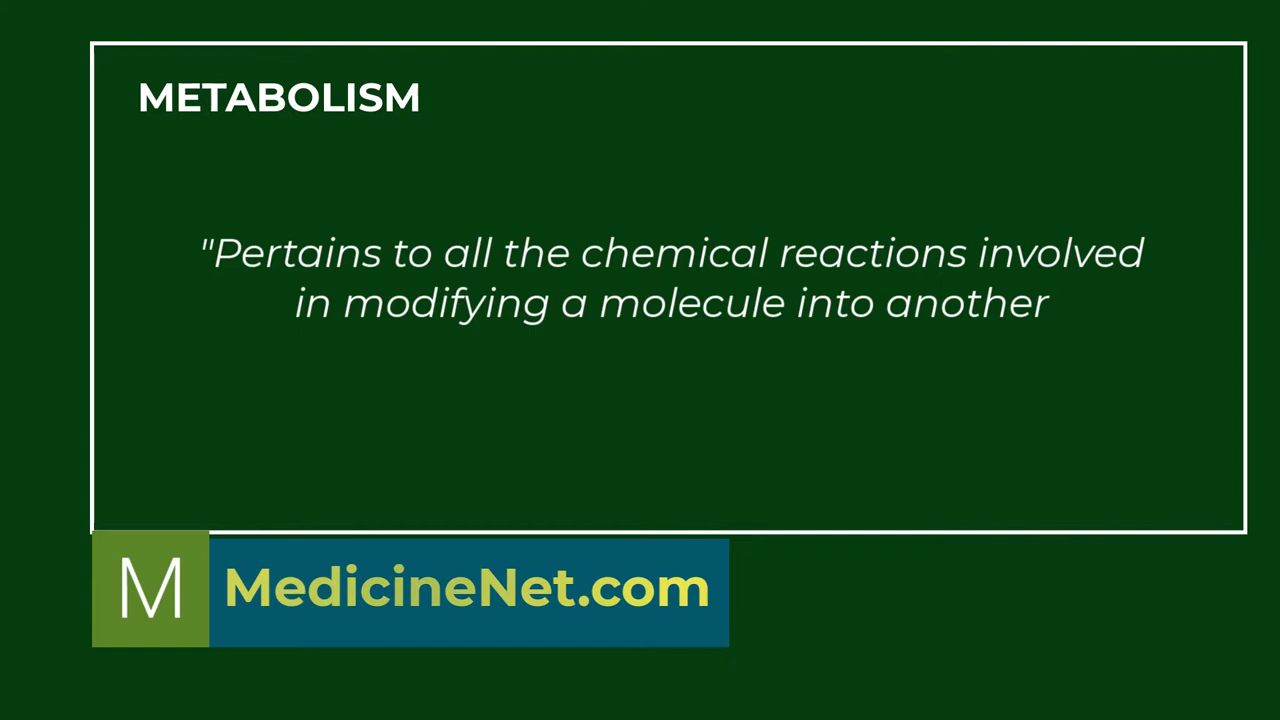 METABOLISM
"Pertains to all the chemical reactions involved
in modifying a molecule into another
M MedicineNet.com